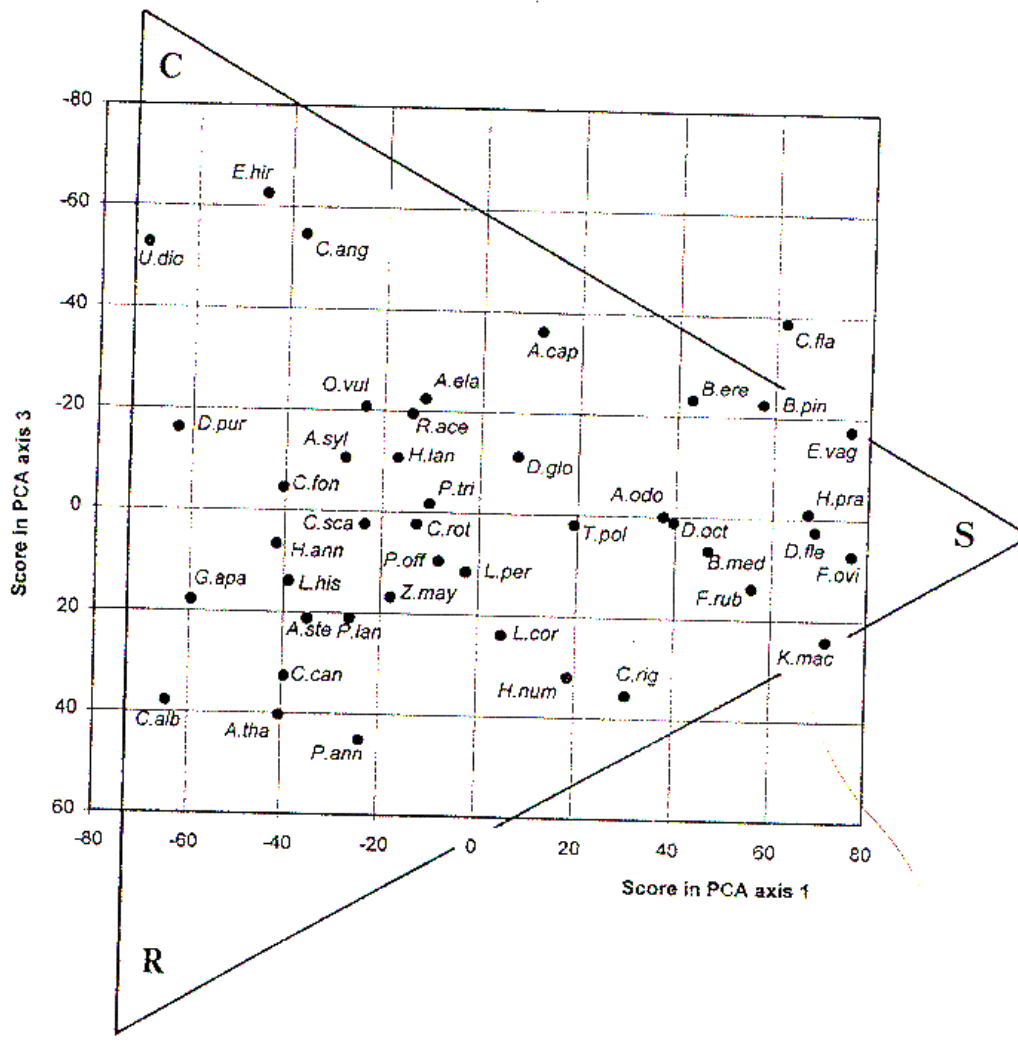 C
-80
E.hir
-60
C.ang
U.dio
-40
C.fla
A.cap
O.vul
A.ela
B.ere
B.pin
-20
D.pur
R.ace
E.vag
A.syl
H.lan
D.glo
C.fon
P.tri
A.odo
H.pra
0
C.sca
C.rot
T.pol
D.oct
D.fle
S
H.ann
P.off
B.med
F.ovi
G.apa
L.his
Z.may
L.per
F.rub
20
A.ste
P.lan
L.cor
K.mac
C.can
H.num
C.rig
C.alb
40
A.tha
P.ann
60
-80
-60
-40
-20
0
20
40
60
80
Score in PCA axis 3
Score in PCA axis 1
R